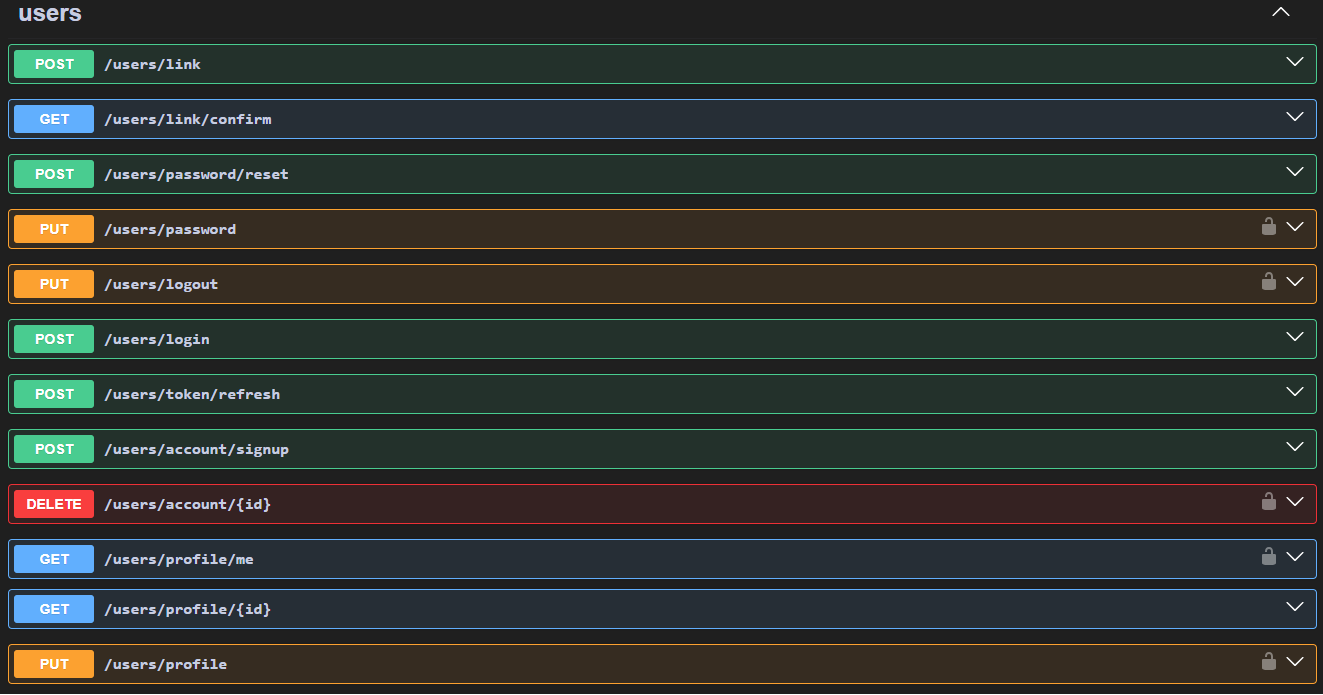 users
POST /users/link
GET /users/link/confirm
POST /users/password/reset
PUT /users/password
PUT /users/logout
POST /users/login
POST /users/token/refresh
POST /users/account/signup
DELETE /users/account/{id}
GET /users/profile/me
GET /users/profile/{id}
PUT /users/profile